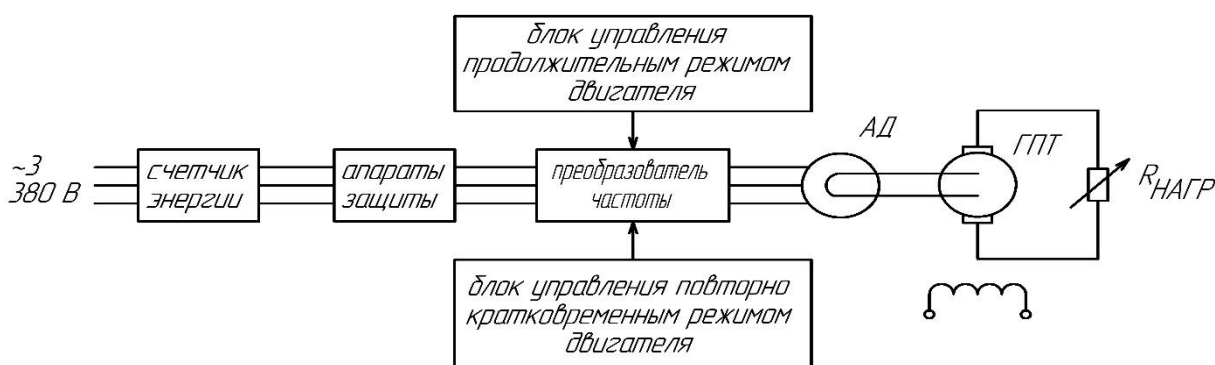 блок управления
продолжительным режимом
двигателя
~3
380 В
счетчик
энергии
апараты
защиты
преобразователь
частоты
АД
ГПТ
RНАГР
блок управления повторно
кратковременным режимом
двигателя